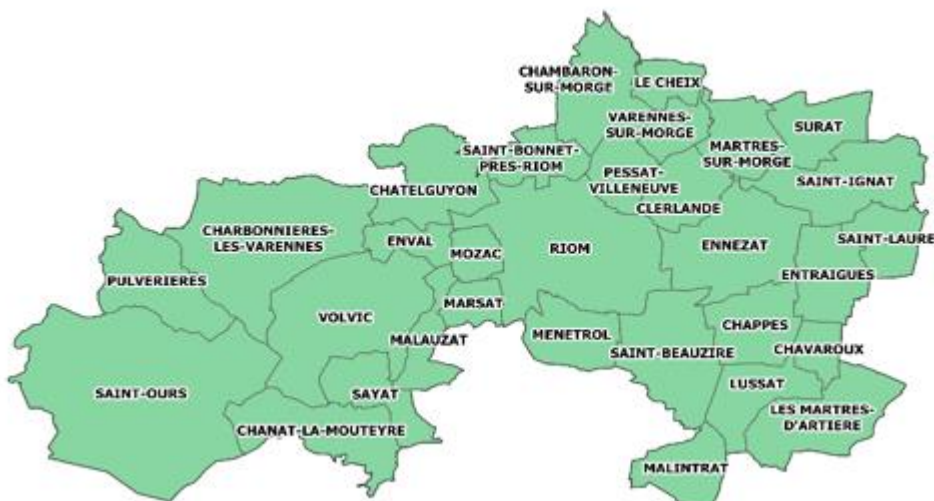 CHAMBARON-
SUR-MORGE
LE CHEIX
VARENNES-
SUR-MORGE
SURAT
MARTRES-
SUR-MORGE
SAINT-BONNET-
PRES-RIOM
PESSAT-
VILLENEUVE
SAINT-IGNAT
CHATELGUYON
CLERLANDE
CHARBONNIERES-
LES-VARENNES
ENVAL
MOZAC
RIOM
ENNEZAT
SAINT-LAURE
PULVERIERES
ENTRAIGUES
MARSAT
VOLVIC
MALAUZAT
MENETROL
CHAPPES
SAINT-BEAUZIRE
CHAVAROUX
SAINT-OURS
SAYAT
LUSSAT
LES MARTRES-
D'ARTIERE
CHANAT-LA-MOUTEYRE
MALINTRAT